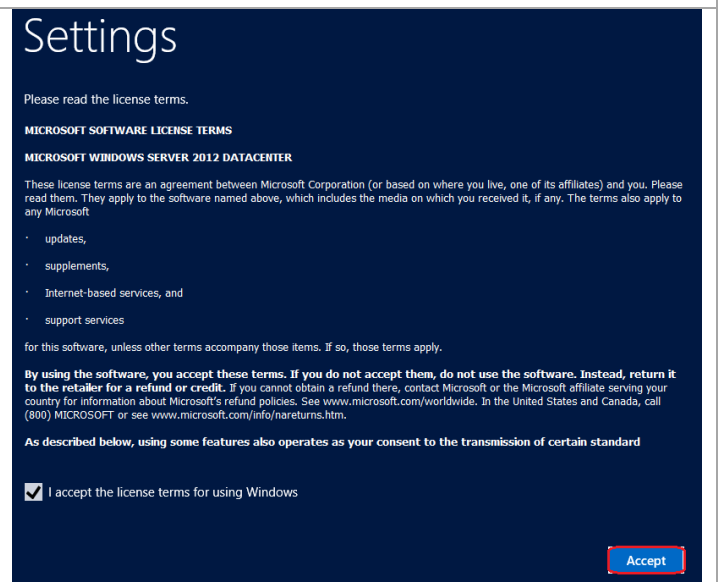 Settings
Please read the license terms.
MICROSOFT SOFTWARE LICENSE TERMS
MICROSOFT WINDOWS SERVER 2012 DATACENTER
These license terms are an agreement between Microsoft Corporation (or based on where you live, one of its affiliates) and you. Please
read them. They apply to the software named above, which includes the media on which you received it, if any. The terms also apply to
any Microsoft
· updates,
· supplements,
· Internet-based services, and
· support services
for this software, unless other terms accompany those items. If so, those terms apply.
By using the software, you accept these terms. If you do not accept them, do not use the software. Instead, return it
to the retailer for a refund or credit. If you cannot obtain a refund there, contact Microsoft or the Microsoft affiliate serving your
country for information about Microsoft's refund policies. See www.microsoft.com/worldwide. In the United States and Canada, call
(800) MICROSOFT or see www.microsoft.com/info/nareturns.htm.
As described below, using some features also operates as your consent to the transmission of certain standard
I accept the license terms for using Windows
Accept